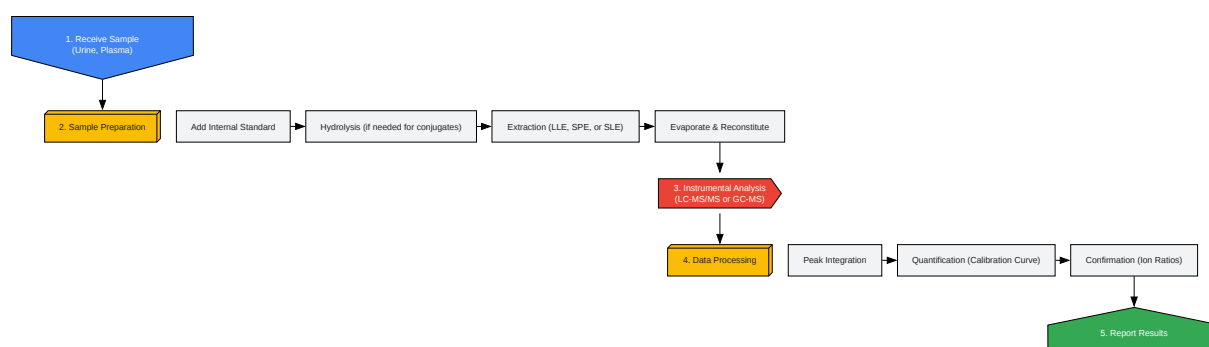 1. Receive Sample
(Urine, Plasma)
2. Sample Preparation
Add Internal Standard
Hydrolysis (if needed for conjugates)
Extraction (LLE, SPE, or SLE)
Evaporate & Reconstitute
3. Instrumental Analysis
(LC-MS/MS or GC-MS)
4. Data Processing
Peak Integration
Quantification (Calibration Curve)
Confirmation (Ion Ratios)
5. Report Results